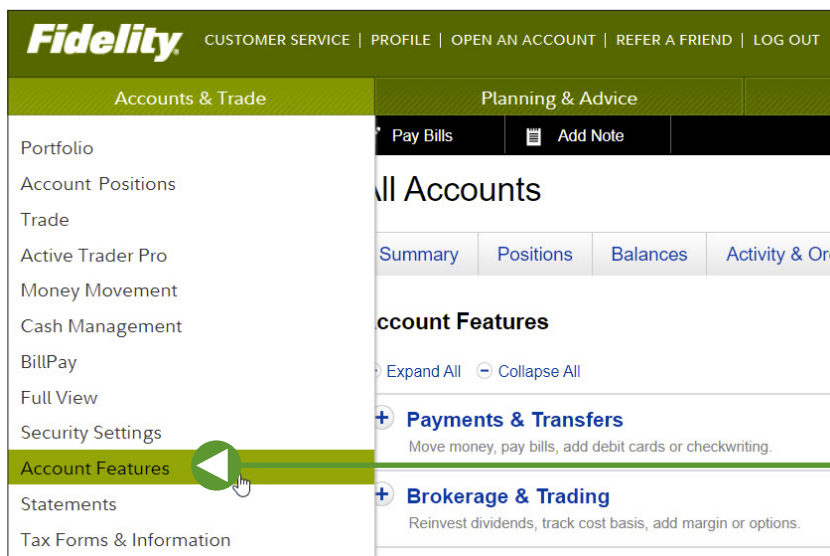 Fidelity CUSTOMER SERVICE | PROFILE | OPEN AN ACCOUNT | REFER A FRIEND | LOG OUT
Accounts & Trade Planning & Advice
Pay Bills Add Note
Portfolio
All Accounts
Account Positions
Trade
Active Trader Pro
Summary Positions Balances Activity &
Money Movement
Cash Management
Account Features
BillPay
Expand All Collapse All
Full View
Payments & Transfers
Security Settings
Move money, pay bills, add debit cards or checkwriting.
Account Features
Statements
Brokerage & Trading
Reinvest dividends, track cost basis, add margin or options.
Tax Forms & Information